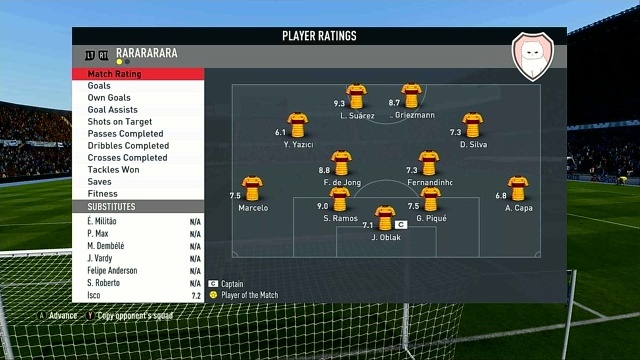 PLAYER RATINGS
LT RT RARARARARA
Match Rating
Goals
Own Goals
Goal Assists
Shots on Target
Passes Completed
Dribbles Completed
Crosses Completed
Tackles Won
Saves
Fitness
SUBSTITUTES
É. Militão N/A
P. Max N/A
M. Dembélé N/A
J. Vardy N/A
Felipe Anderson N/A
S. Roberto N/A
Isco 7.2
9.3 L. Suárez
8.7 Griezmann
6.1 Y. Yazici
7.3 D. Silva
8.8 F. de Jong
7.3 Fernandinho
7.5 Marcelo
9.0 S. Ramos
7.5 G. Piqué
6.8 A. Capa
7.1 C J. Oblak
C Captain
Player of the Match
A Advance Y Copy opponent's squad